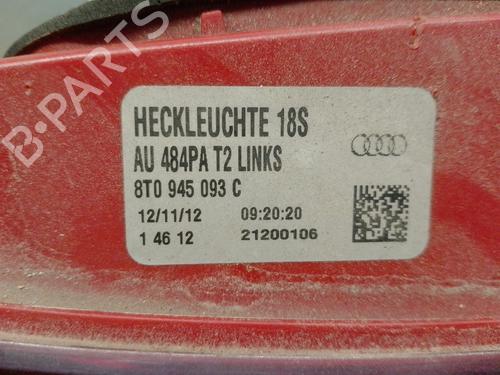 HECKLEUCHTE 18S
AU 484PA T2 LINKS
8T0 945 093 C
12/11/12 09:20:20
1 46 12 21200106
B-PARTS